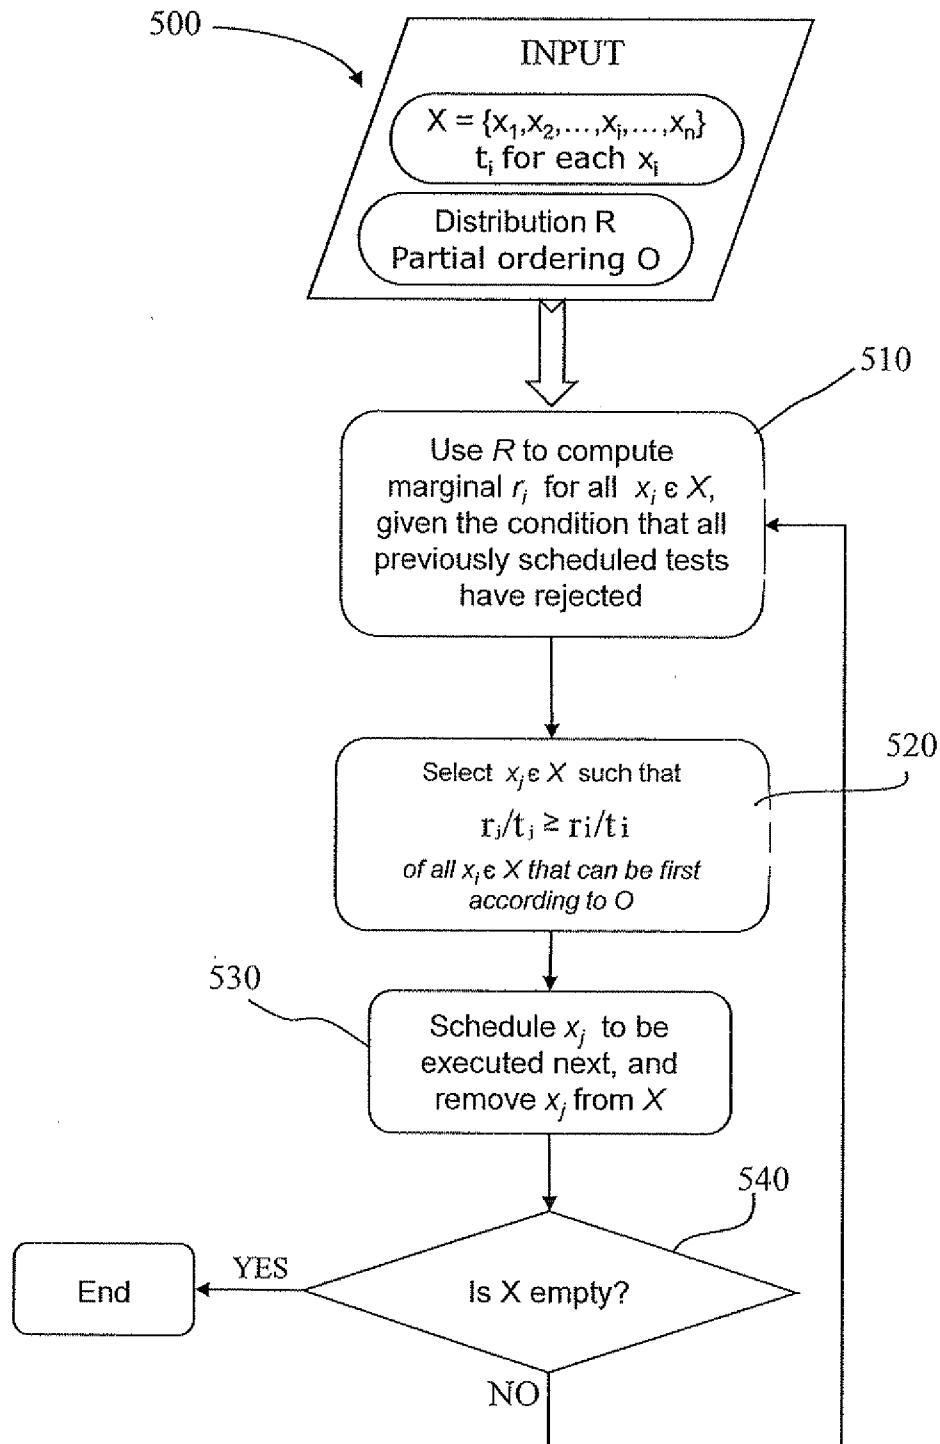 500
INPUT
X = {x₁,x₂,...,xⱼ,...,xₙ}
tᵢ for each xᵢ
Distribution R
Partial ordering O
510
Use R to compute
marginal rᵢ for all xᵢ ϵ X,
given the condition that all
previously scheduled tests
have rejected
520
Select xⱼ ϵ X such that
rⱼ/tⱼ ≥ ri/ti
of all xᵢ ϵ X that can be first
according to O
530
Schedule xⱼ to be
executed next, and
remove xⱼ from X
540
Is X empty?
YES
End
NO